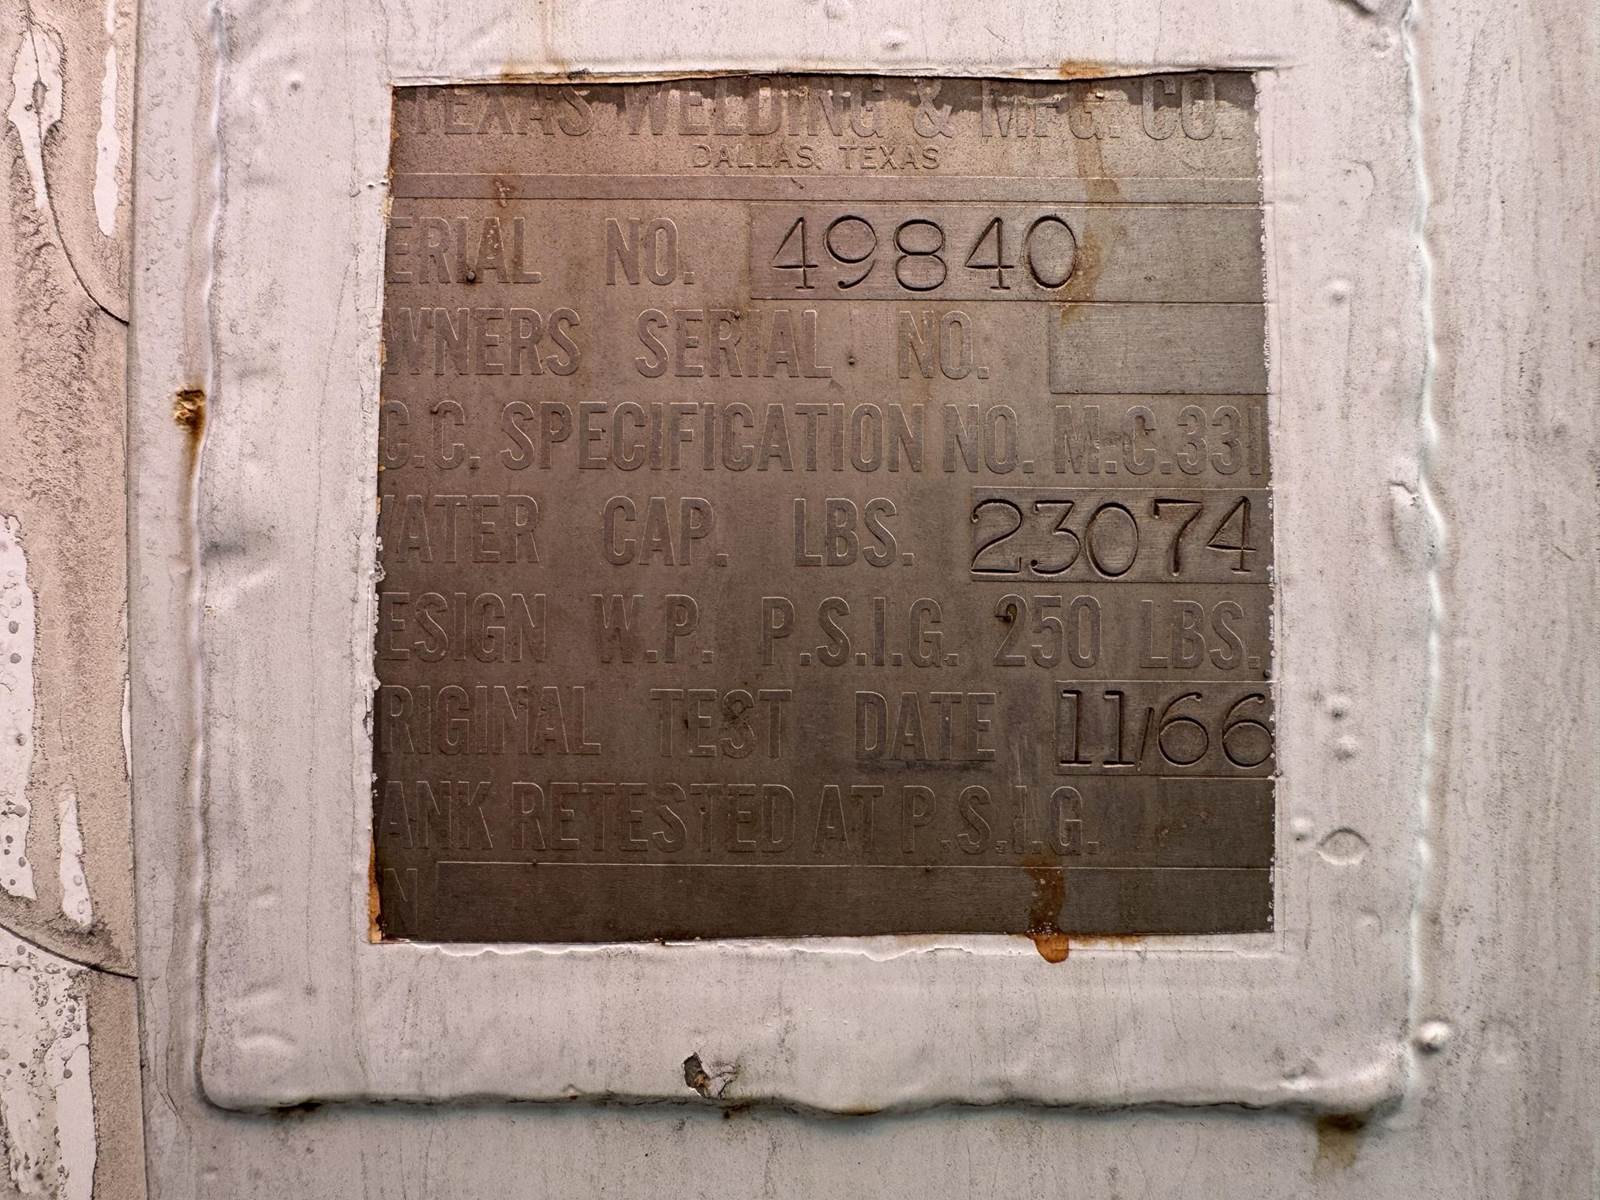 TEXAS WELDING & MFG. CO.
DALLAS, TEXAS
ERIAL NO. 49840
WNERS SERIAL NO.
C.C. SPECIFICATION NO. M.C.331
ATER CAP. LBS. 23074
ESIGN W.P. P.S.I.G. 250 LBS.
RIGINAL TEST DATE 11/66
ANK RETESTED AT P.S.I.G.
N